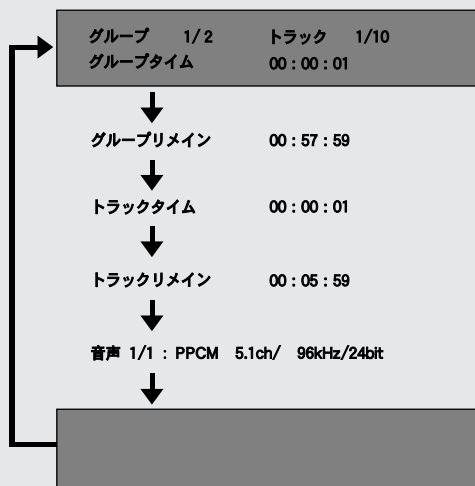 グループ 1/2 トラック 1/10
グループタイム 00:00:01
グループリメイン 00:57:59
トラックタイム 00:00:01
トラックリメイン 00:05:59
音声 1/1 : PPCM 5.1ch/ 96kHz/24bit